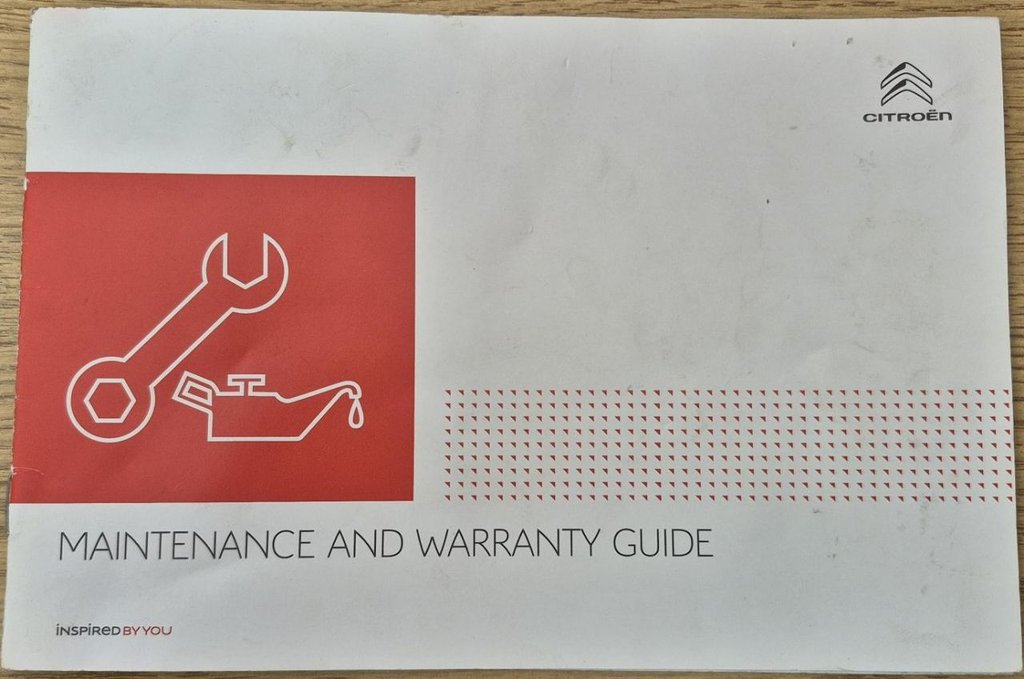 CITROËN
MAINTENANCE AND WARRANTY GUIDE
INSPIRED BY YOU